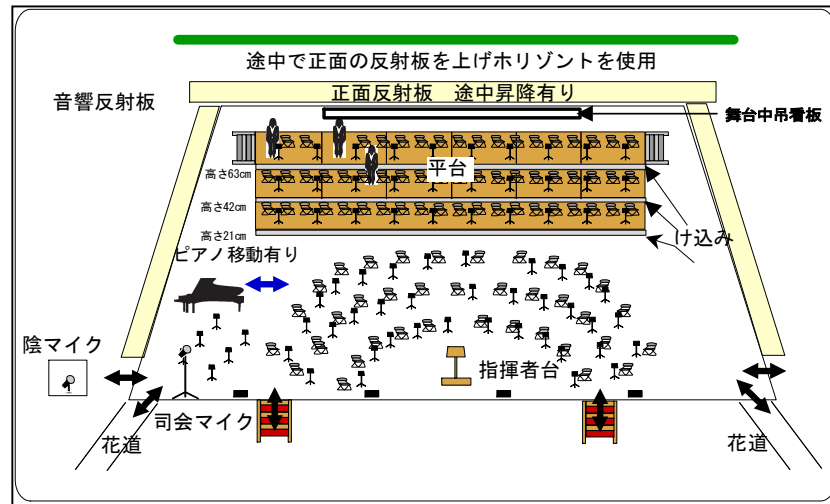 途中で正面の反射板を上げホリゾントを使用
正面反射板 途中昇降有り
音響反射板
舞台中吊看板
平台
高さ63cm
高さ42cm
高さ21cm
け込み
ピアノ移動有り
陰マイク
指揮者台
司会マイク
花道
花道